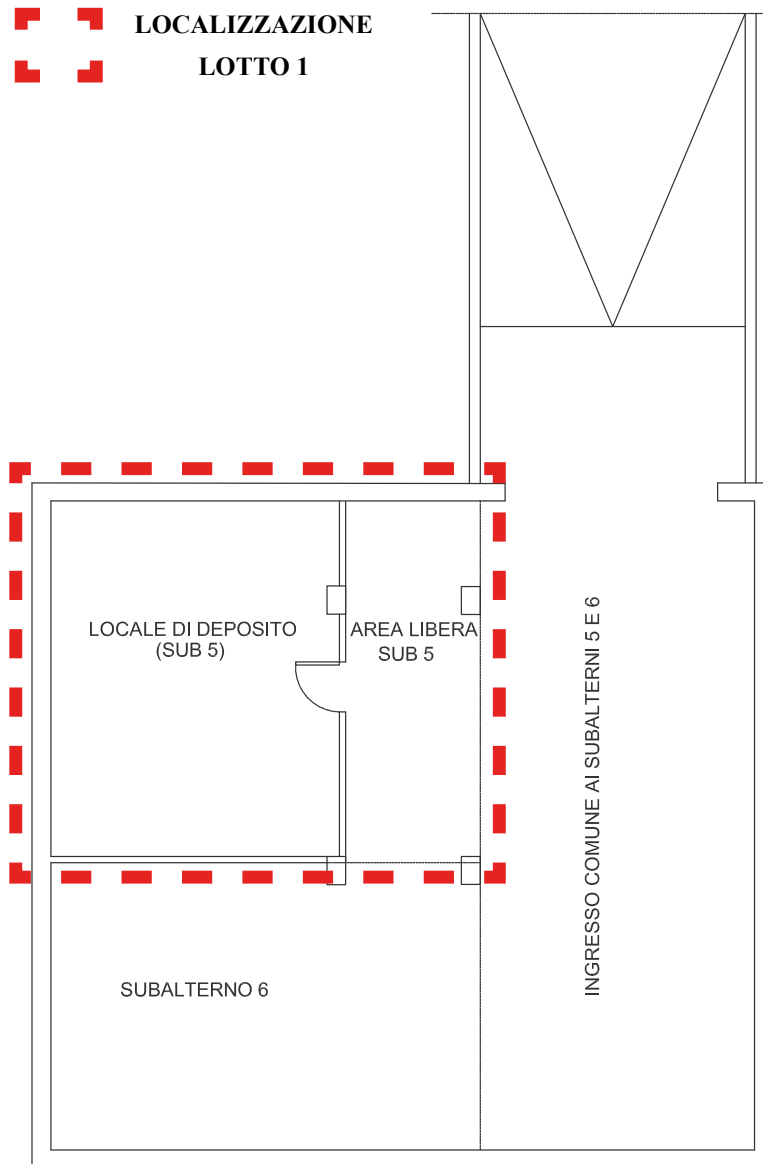 LOCALIZZAZIONE
LOTTO 1
LOCALE DI DEPOSITO
(SUB 5)
AREA LIBERA
SUB 5
INGRESSO COMUNE AI SUBALTERNI 5 E 6
SUBALTERNO 6